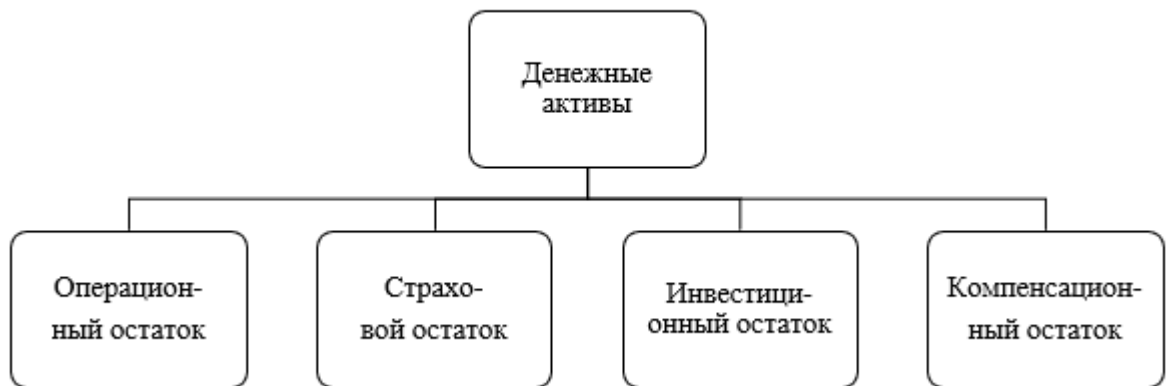 Денежные
активы
Операцион-
ный остаток
Страхо-
вой остаток
Инвестици-
онный остаток
Компенсацион-
ный остаток